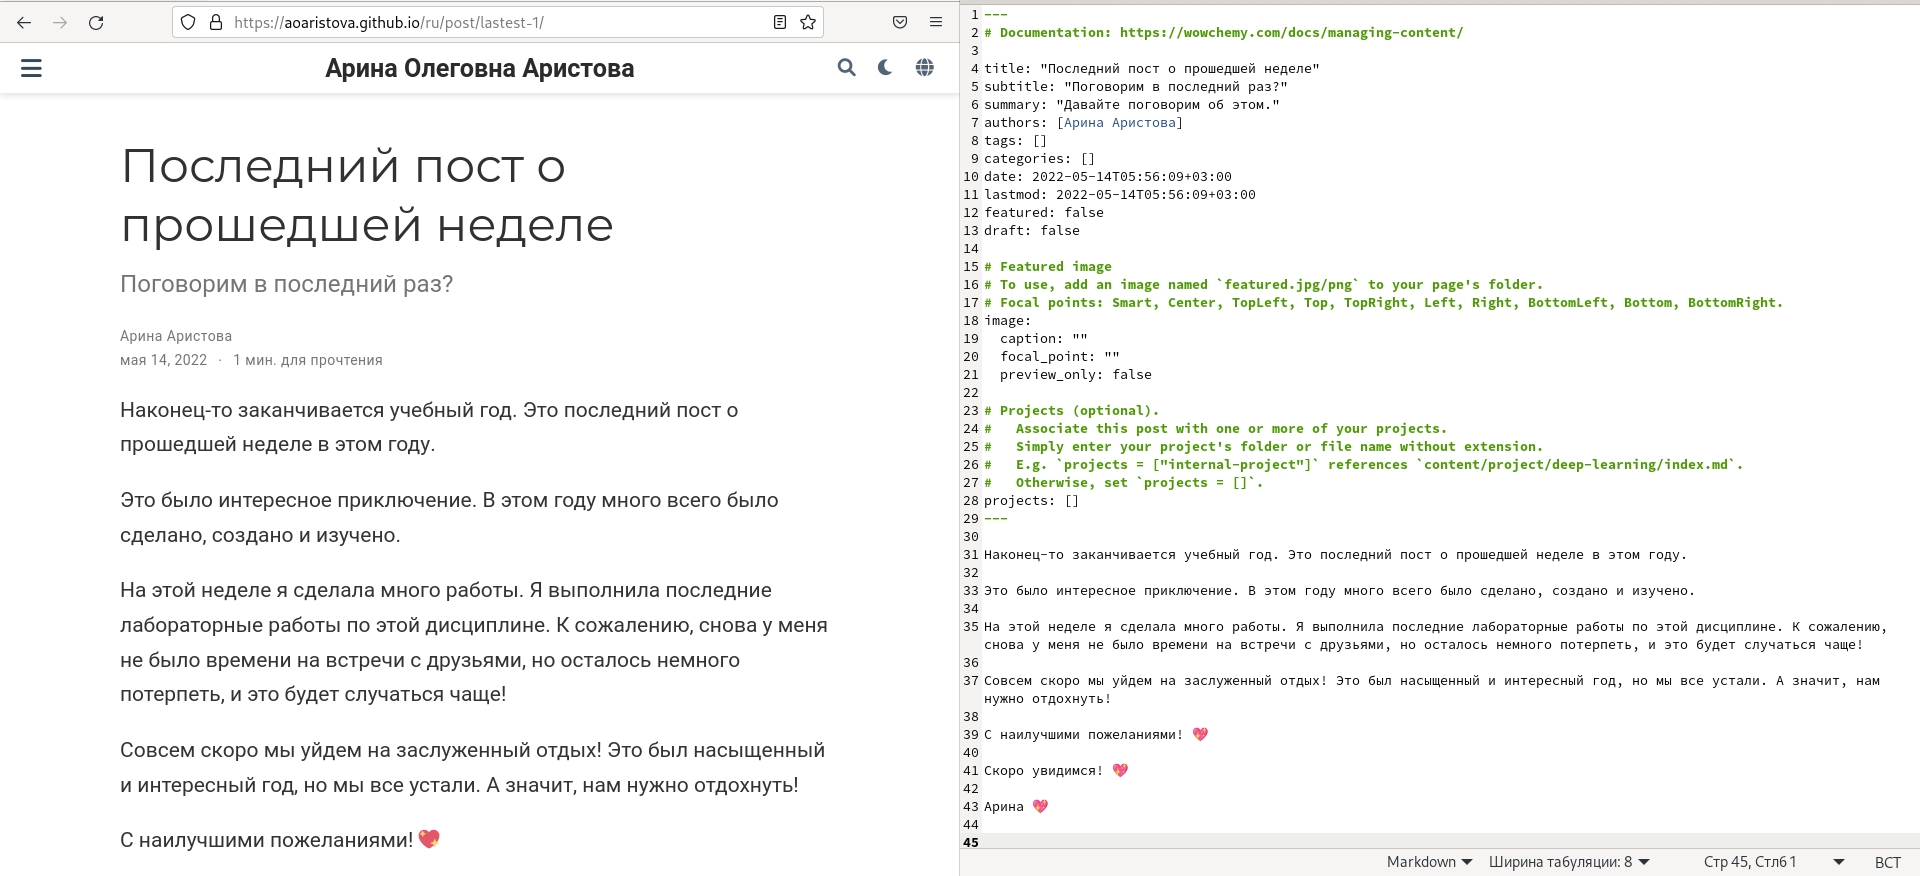 https://aoaristova.github.io/ru/post/lastest-1/
Арина Олеговна Аристова
Последний пост о
прошедшей неделе
Поговорим в последний раз?
Арина Аристова
мая 14, 2022 · 1 мин. для прочтения
Наконец-то заканчивается учебный год. Это последний пост о
прошедшей неделе в этом году.
Это было интересное приключение. В этом году много всего было
сделано, создано и изучено.
На этой неделе я сделала много работы. Я выполнила последние
лабораторные работы по этой дисциплине. К сожалению, снова у меня
не было времени на встречи с друзьями, но осталось немного
потерпеть, и это будет случаться чаще!
Совсем скоро мы уйдем на заслуженный отдых! Это был насыщенный
и интересный год, но мы все устали. А значит, нам нужно отдохнуть!
С наилучшими пожеланиями! 💖
1 ---
2 # Documentation: https://wowchemy.com/docs/managing-content/
3
4 title: "Последний пост о прошедшей неделе"
5 subtitle: "Поговорим в последний раз?"
6 summary: "Давайте поговорим об этом."
7 authors: [Арина Аристова]
8 tags: []
9 categories: []
10 date: 2022-05-14T05:56:09+03:00
11 lastmod: 2022-05-14T05:56:09+03:00
12 featured: false
13 draft: false
14
15 # Featured image
16 # To use, add an image named `featured.jpg/png` to your page's folder.
17 # Focal points: Smart, Center, TopLeft, Top, TopRight, Left, Right, BottomLeft, Bottom, BottomRight.
18 image:
19   caption: ""
20   focal_point: ""
21   preview_only: false
22
23 # Projects (optional).
24 #   Associate this post with one or more of your projects.
25 #   Simply enter your project's folder or file name without extension.
26 #   E.g. `projects = ["internal-project"]` references `content/project/deep-learning/index.md`.
27 #   Otherwise, set `projects = []`.
28 projects: []
29 ---
30
31 Наконец-то заканчивается учебный год. Это последний пост о прошедшей неделе в этом году.
32
33 Это было интересное приключение. В этом году много всего было сделано, создано и изучено.
34
35 На этой неделе я сделала много работы. Я выполнила последние лабораторные работы по этой дисциплине. К сожалению,
снова у меня не было времени на встречи с друзьями, но осталось немного потерпеть, и это будет случаться чаще!
36
37 Совсем скоро мы уйдем на заслуженный отдых! Это был насыщенный и интересный год, но мы все устали. А значит, нам
нужно отдохнуть!
38
39 С наилучшими пожеланиями! 💖
40
41 Скоро увидимся! 💖
42
43 Арина 💖
44
45
Markdown Ширина табуляции: 8 Стр 45, Стлб 1 ВСТ